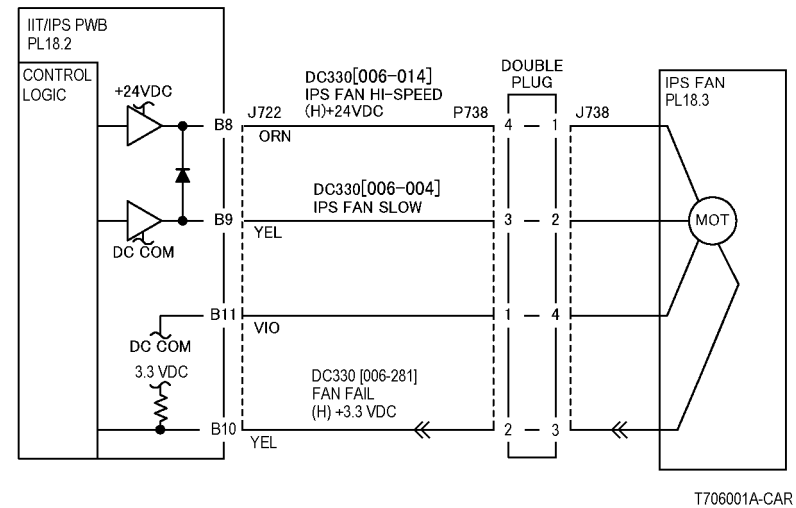 IIT/IPS PWB
PL18.2
CONTROL
LOGIC
+24VDC
B8
J722
ORN
DC330[006-014]
IPS FAN HI-SPEED
(H)+24VDC
P738
DOUBLE
PLUG
4 - 1
J738
IPS FAN
PL18.3
DC COM
B9
YEL
DC330[006-004]
IPS FAN SLOW
3 - 2
MOT
B11
VIO
DC COM
1 - 4
3.3 VDC
B10
YEL
DC330 [006-281]
FAN FAIL
(H) +3.3 VDC
2 - 3
T706001A-CAR